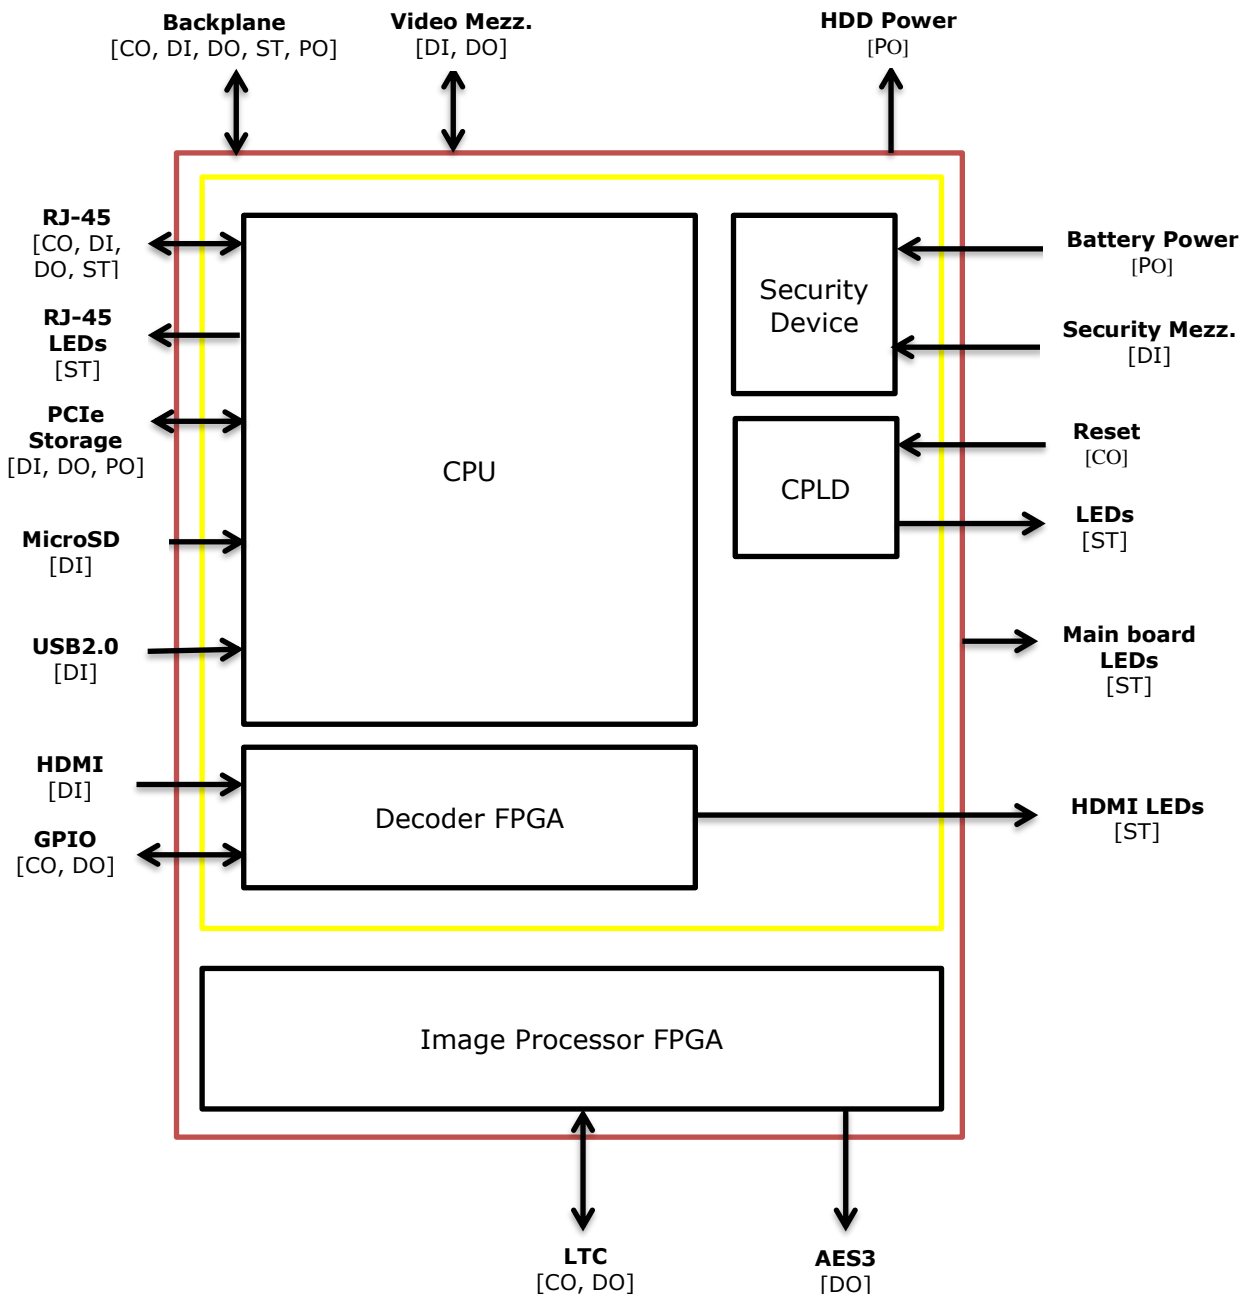 Backplane
[CO, DI, DO, ST, PO]
Video Mezz.
[DI, DO]
HDD Power
[PO]
RJ-45
[CO, DI,
DO, ST]
RJ-45
LEDs
[ST]
PCIe
Storage
[DI, DO, PO]
MicroSD
[DI]
USB2.0
[DI]
HDMI
[DI]
GPIO
[CO, DO]
CPU
Security
Device
CPLD
Decoder FPGA
Image Processor FPGA
Battery Power
[PO]
Security Mezz.
[DI]
Reset
[CO]
LEDs
[ST]
Main board
LEDs
[ST]
HDMI LEDs
[ST]
LTC
[CO, DO]
AES3
[DO]